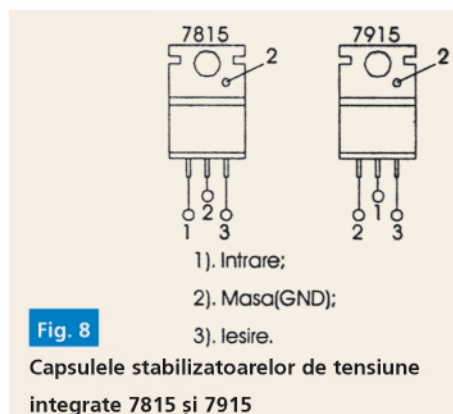 7815 7915
2 2
2 1
1 3 2 3
1). Intrare;
2). Masa(GND);
3). Iesire.
Fig. 8
Capsulele stabilizatoarelor de tensiune
integrate 7815 și 7915